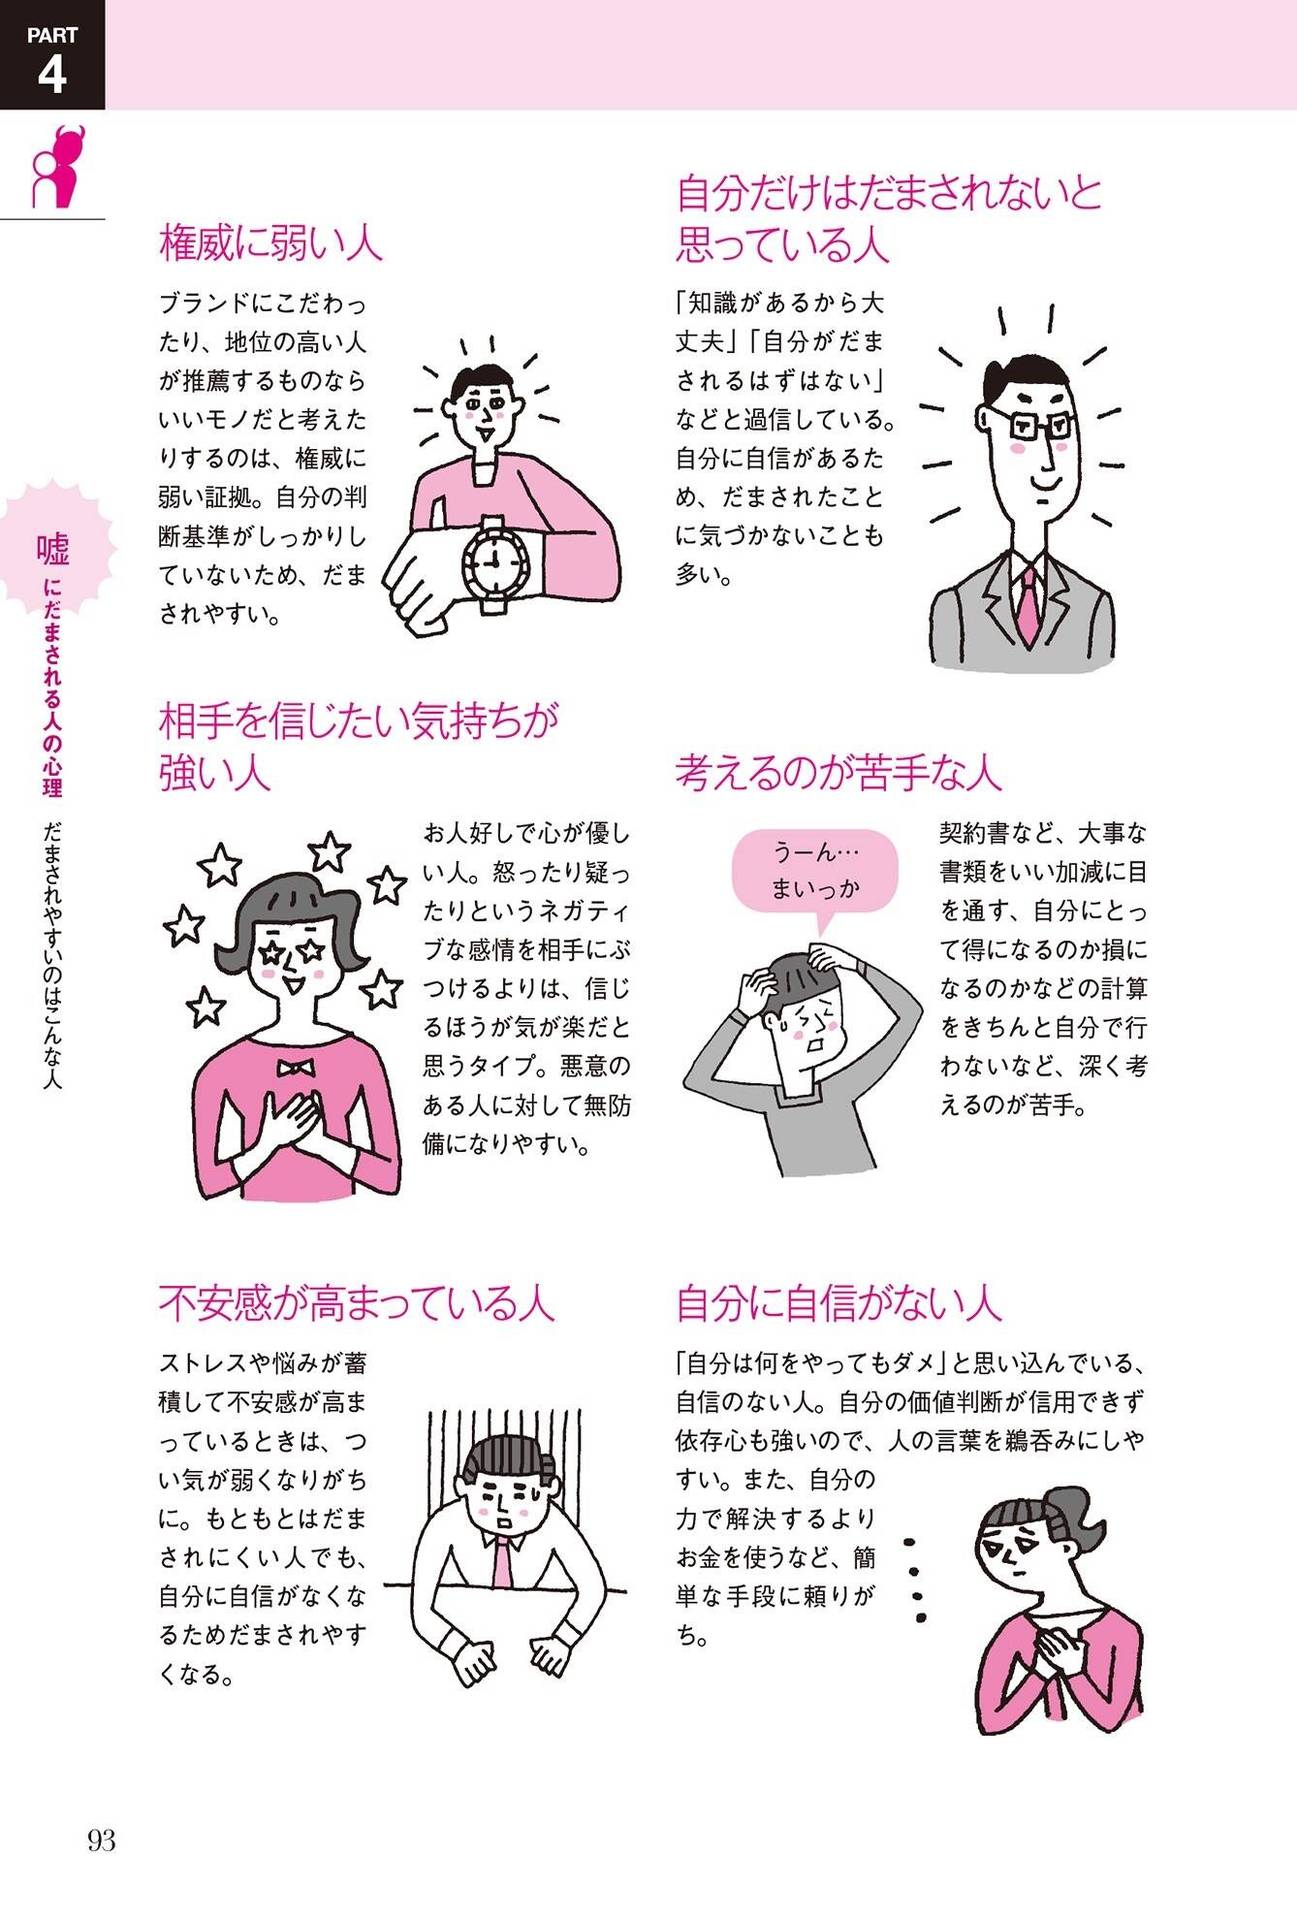 PART
4
嘘にだまされる人の心理 だまされやすいのはこんな人
権威に弱い人
ブランドにこだわっ
たり、地位の高い人
が推薦するものなら
いいモノだと考えた
りするのは、権威に
弱い証拠。自分の判
断基準がしっかりし
ていないため、だま
されやすい。
自分だけはだまされないと
思っている人
「知識があるから大
丈夫」「自分がだま
されるはずはない」
などと過信している。
自分に自信があるた
め、だまされたこと
に気づかないことも
多い。
相手を信じたい気持ちが
強い人
お人好しで心が優し
い人。怒ったり疑っ
たりというネガティ
ブな感情を相手にぶ
つけるよりは、信じ
るほうが気が楽だと
思うタイプ。悪意の
ある人に対して無防
備になりやすい。
考えるのが苦手な人
うーん…
まいっか
契約書など、大事な
書類をいい加減に目
を通す、自分にとっ
て得になるのか損に
なるのかなどの計算
をきちんと自分で行
わないなど、深く考
えるのが苦手。
不安感が高まっている人
ストレスや悩みが蓄
積して不安感が高ま
っているときは、つ
い気が弱くなりがち
に。もともとはだま
されにくい人でも、
自分に自信がなくな
るためだまされやす
くなる。
自分に自信がない人
「自分は何をやってもダメ」と思い込んでいる、
自信のない人。自分の価値判断が信用できず
依存心も強いので、人の言葉を鵜呑みにしや
すい。また、自分の
力で解決するより
お金を使うなど、簡
単な手段に頼りが
ち。
93